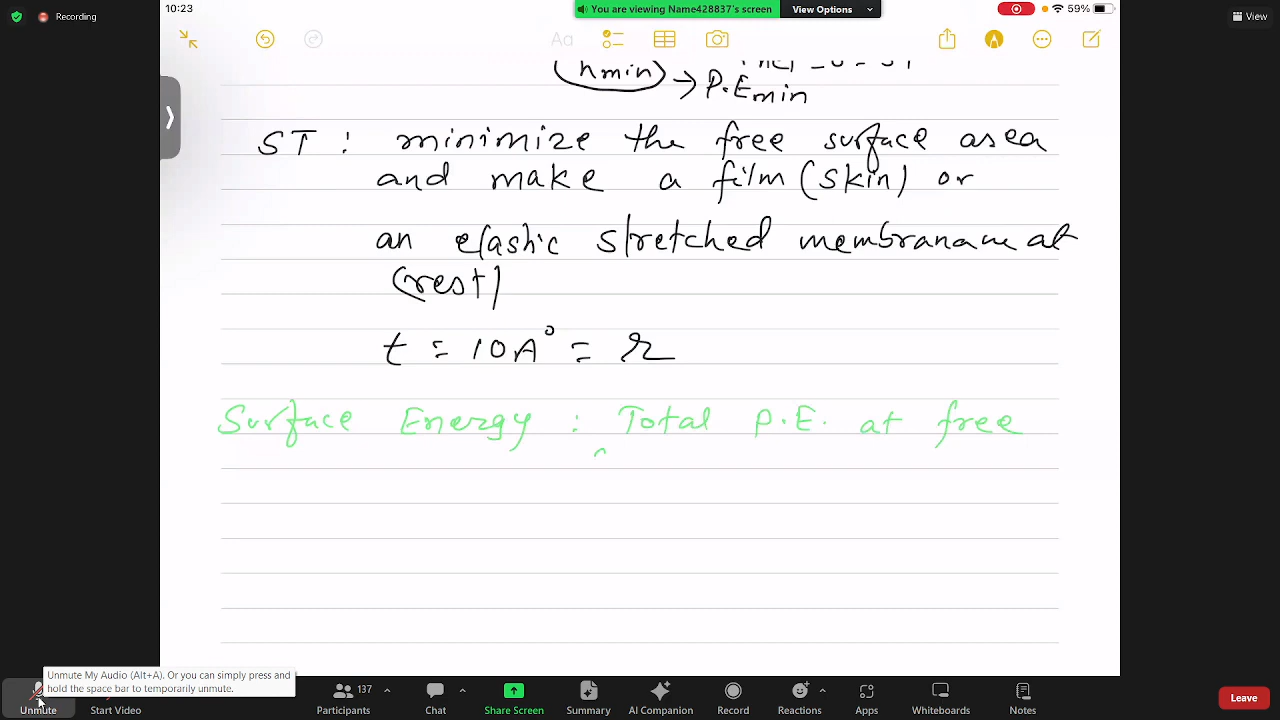 10:23
Recording
You are viewing Name428837's screen
View Options
59%
View
Aa
(hmin) → P.Emin
ST : minimize the free surface area
and make a film (skin) or
an elastic stretched membranane at
(rest)
t = 10A° = r
Surface Energy : Total P.E. at free
Unmute My Audio (Alt+A). Or you can simply press and
hold the space bar to temporarily unmute.
Unmute Start Video 137 Participants Chat Share Screen Summary AI Companion Record Reactions Apps Whiteboards Notes Leave